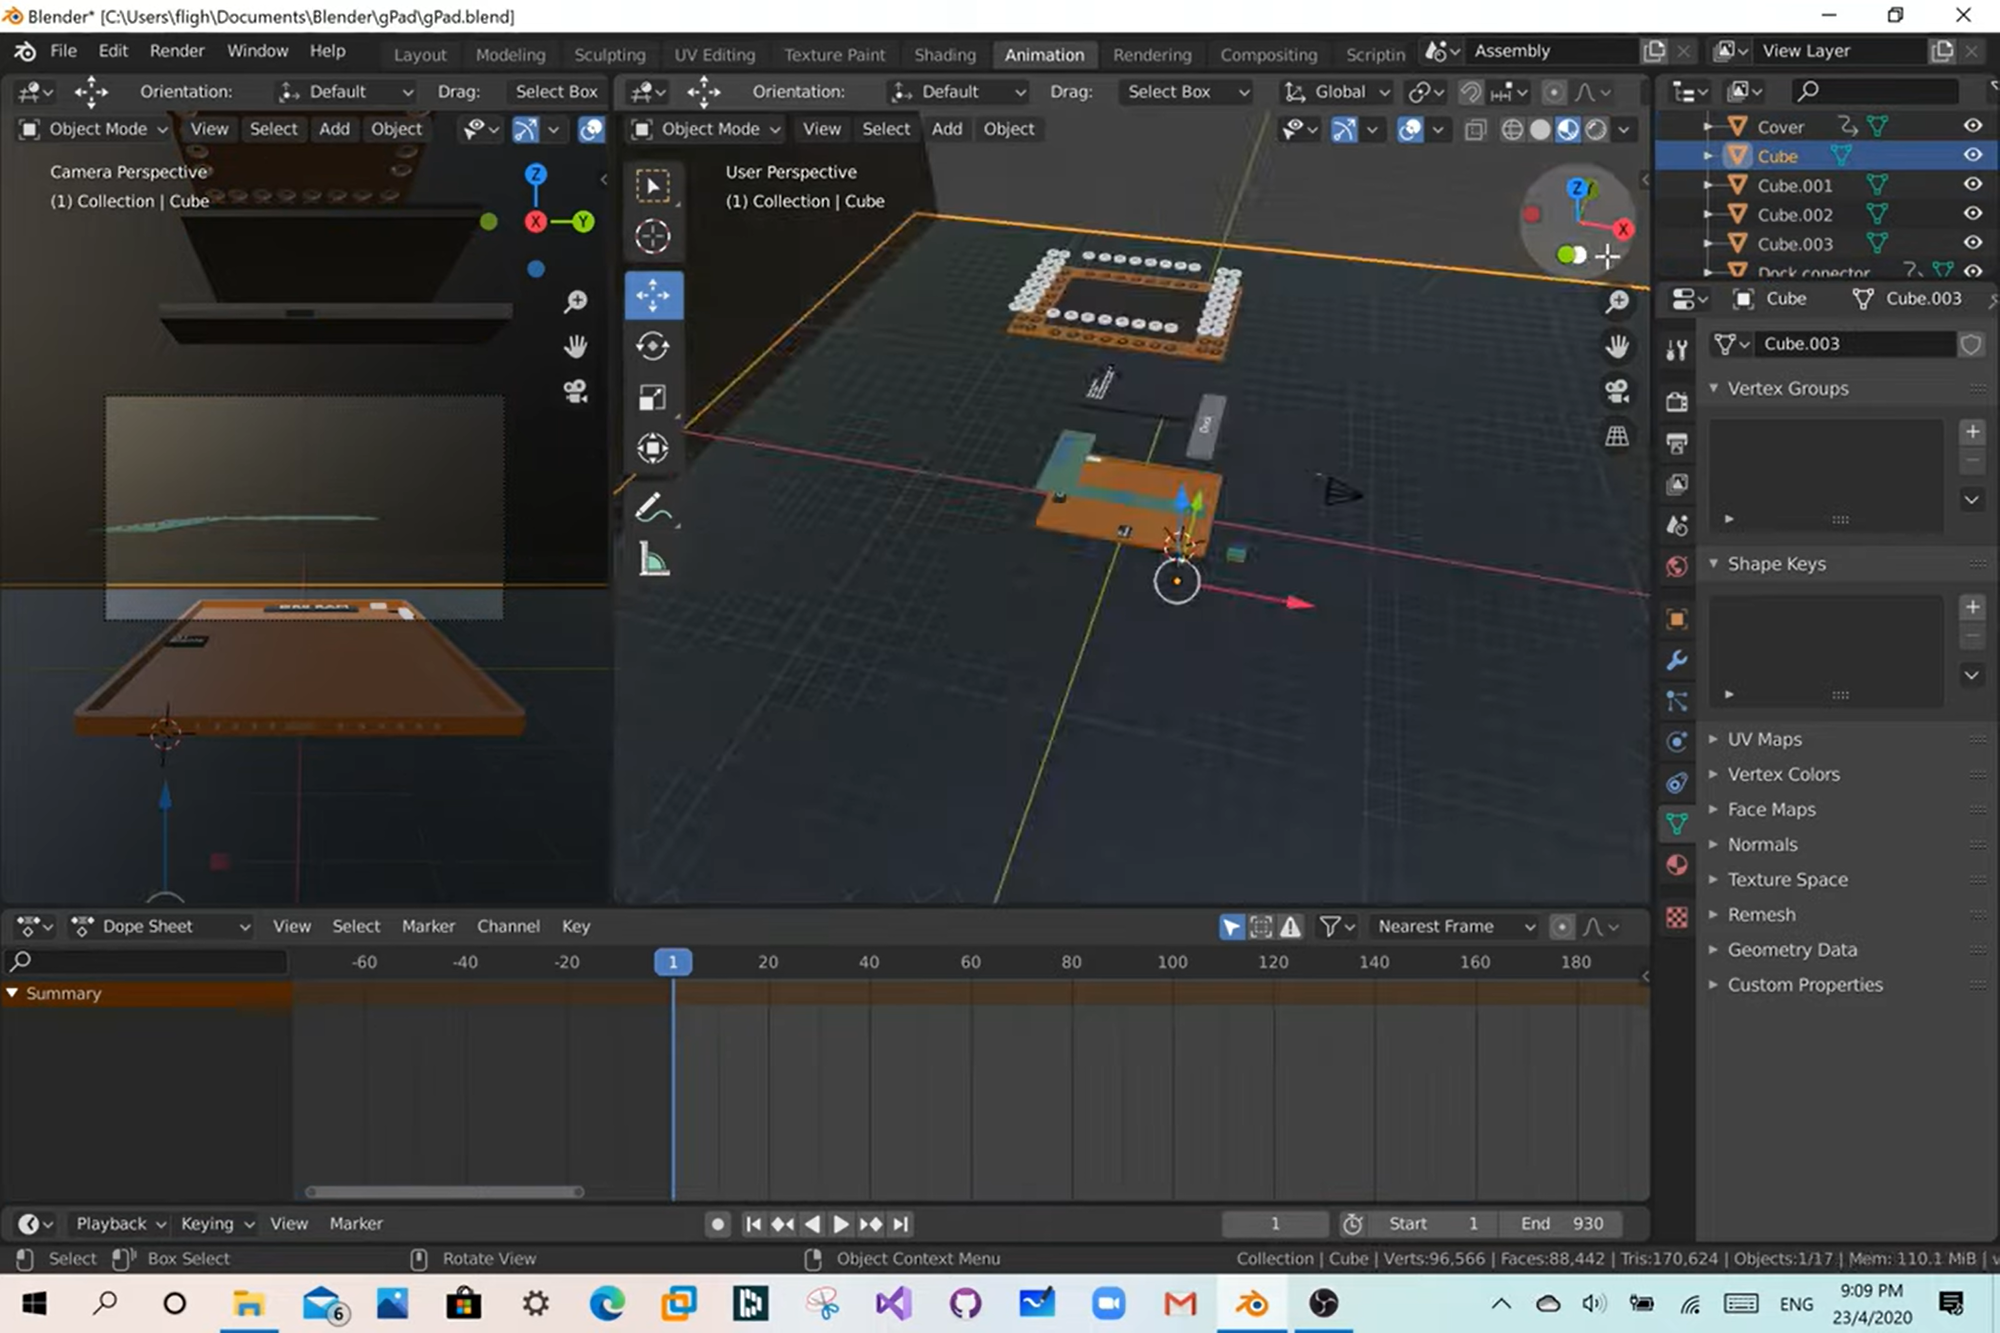 Blender* [C:\Users\fligh\Documents\Blender\gPad\gPad.blend]
File Edit Render Window Help Layout Modeling Sculpting UV Editing Texture Paint Shading Animation Rendering Compositing Scriptin Assembly View Layer
Orientation: Default Drag: Select Box Orientation: Default Drag: Select Box Global
Object Mode View Select Add Object Object Mode View Select Add Object
Camera Perspective
(1) Collection | Cube
Z
X
Y
User Perspective
(1) Collection | Cube
Z
Y
X
Dock
Cover
Cube
Cube.001
Cube.002
Cube.003
Dock conector
Cube Cube.003
Cube.003
Vertex Groups
Shape Keys
UV Maps
Vertex Colors
Face Maps
Normals
Texture Space
Remesh
Geometry Data
Custom Properties
Dope Sheet View Select Marker Channel Key Nearest Frame
-60 -40 -20 1 20 40 60 80 100 120 140 160 180
Summary
Playback Keying View Marker 1 Start 1 End 930
Select Box Select Rotate View Object Context Menu Collection | Cube | Verts:96,566 | Faces:88,442 | Tris:170,624 | Objects:1/17 | Mem: 110.1 MiB | v
6
ENG
9:09 PM
23/4/2020